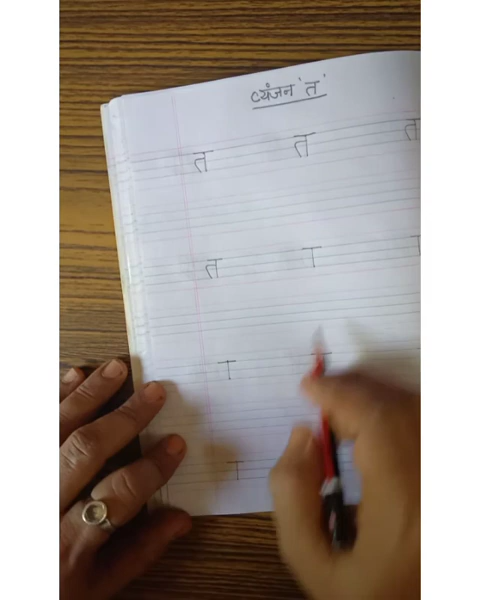 व्यंजन 'त'
त त त
त T T
T T
T